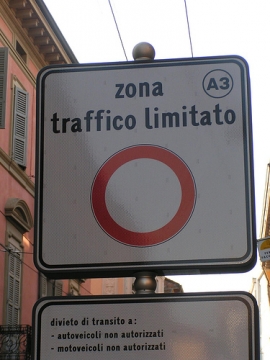 zona A3
traffico limitato
divieto di transito a :
- autoveicoli non autorizzati
- motoveicoli non autorizzati